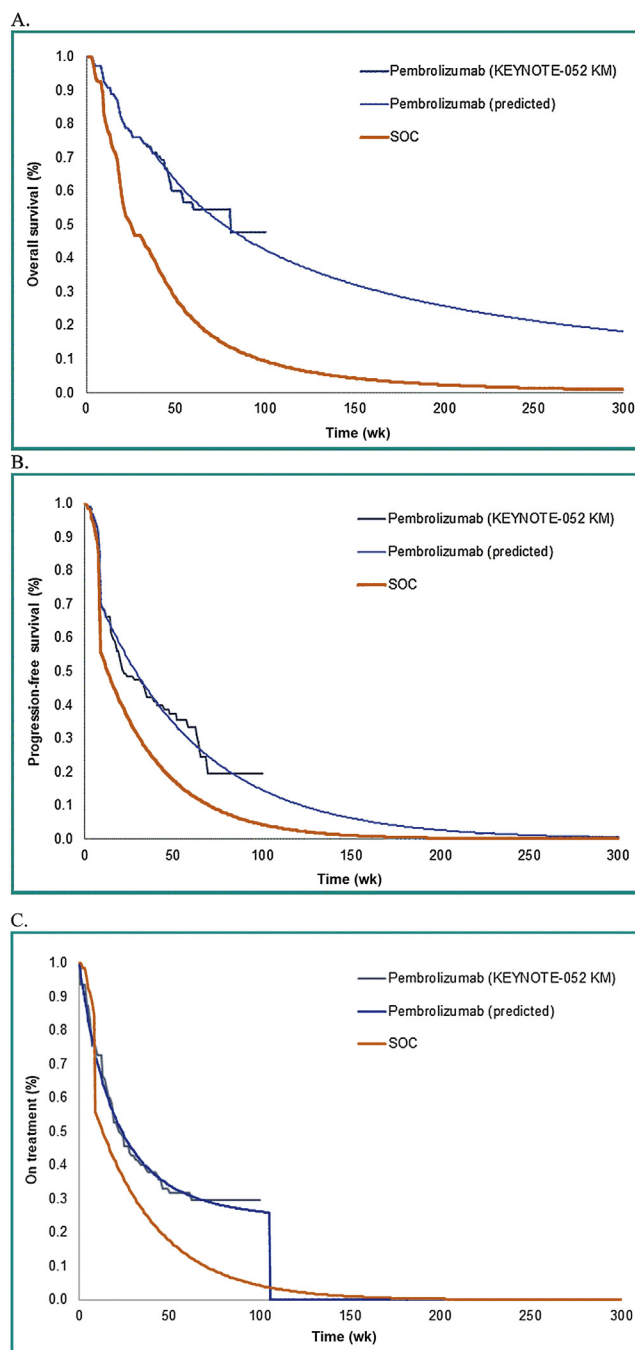 A.
1.0
0.9
0.8
0.7
0.6
0.5
0.4
0.3
0.2
0.1
0.0
Overall survival (%)
Pembrolizumab (KEYNOTE-052 KM)
Pembrolizumab (predicted)
SOC
0 50 100 150 200 250 300
Time (wk)
B.
1.0
0.9
0.8
0.7
0.6
0.5
0.4
0.3
0.2
0.1
0.0
Progression-free survival (%)
Pembrolizumab (KEYNOTE-052 KM)
Pembrolizumab (predicted)
SOC
0 50 100 150 200 250 300
Time (wk)
C.
1.0
0.9
0.8
0.7
0.6
0.5
0.4
0.3
0.2
0.1
0.0
On treatment (%)
Pembrolizumab (KEYNOTE-052 KM)
Pembrolizumab (predicted)
SOC
0 50 100 150 200 250 300
Time (wk)